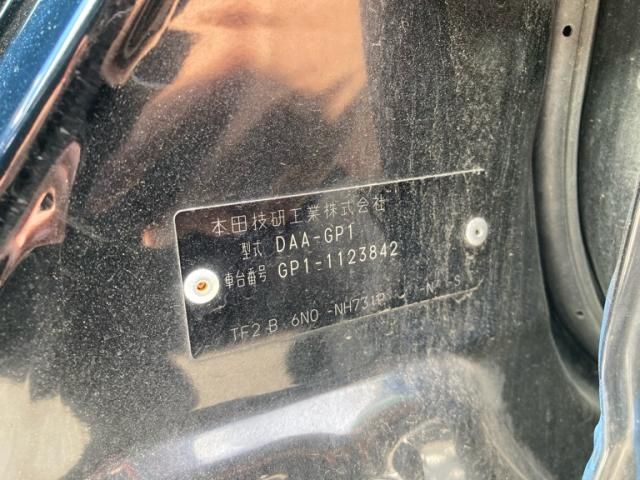 本田技研工業株式会社
型式 DAA-GP1
車台番号 GP1-1123842
TF2 B 6N0 -NH731P